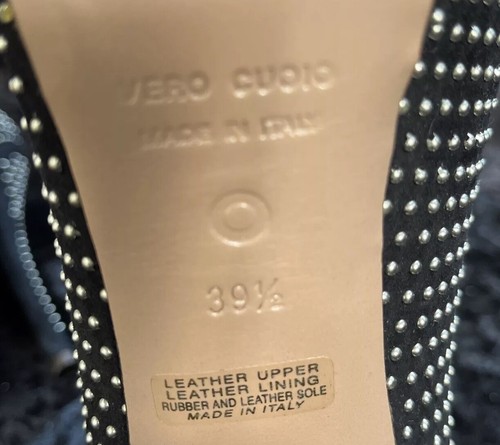 VERO CUOIO
MADE IN ITALY
39½
LEATHER UPPER
LEATHER LINING
RUBBER AND LEATHER SOLE
MADE IN ITALY